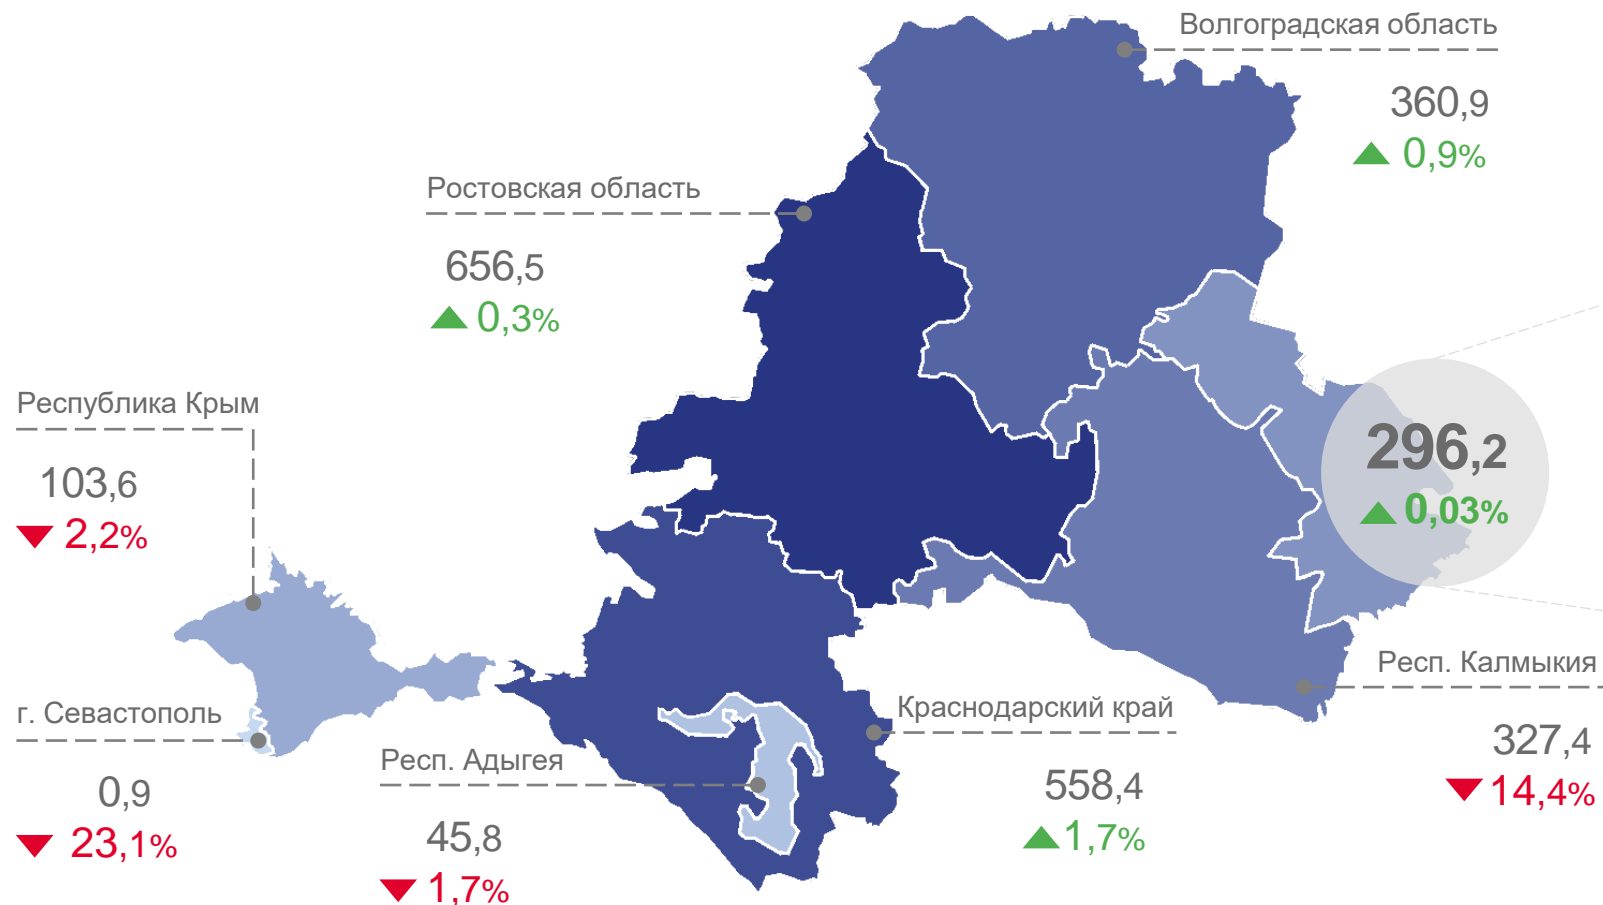 Волгоградская область
360,9
▲ 0,9%
Ростовская область
656,5
▲ 0,3%
Республика Крым
103,6
▼ 2,2%
296,2
▲ 0,03%
г. Севастополь
0,9
▼ 23,1%
Респ. Адыгея
45,8
▼ 1,7%
Краснодарский край
558,4
▲ 1,7%
Респ. Калмыкия
327,4
▼ 14,4%